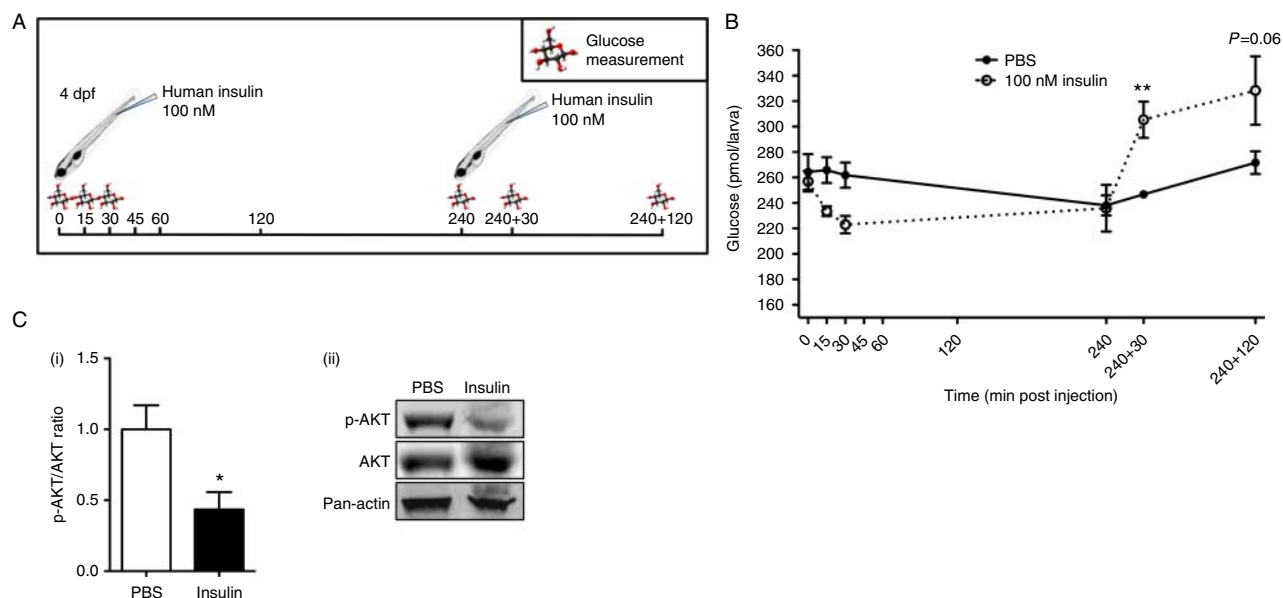 A
Glucose
measurement
4 dpf
Human insulin
100 nM
Human insulin
100 nM
0 15 30 45 60 120 240 240+30 240+120
B
P=0.06
PBS
100 nM insulin
**
Glucose (pmol/larva)
360
340
320
300
280
260
240
220
200
180
160
0 15 30 45 60 120 240 240+30 240+120
Time (min post injection)
C
(i)
p-AKT/AKT ratio
1.5
1.0
0.5
0.0
*
PBS Insulin
(ii)
PBS Insulin
p-AKT
AKT
Pan-actin